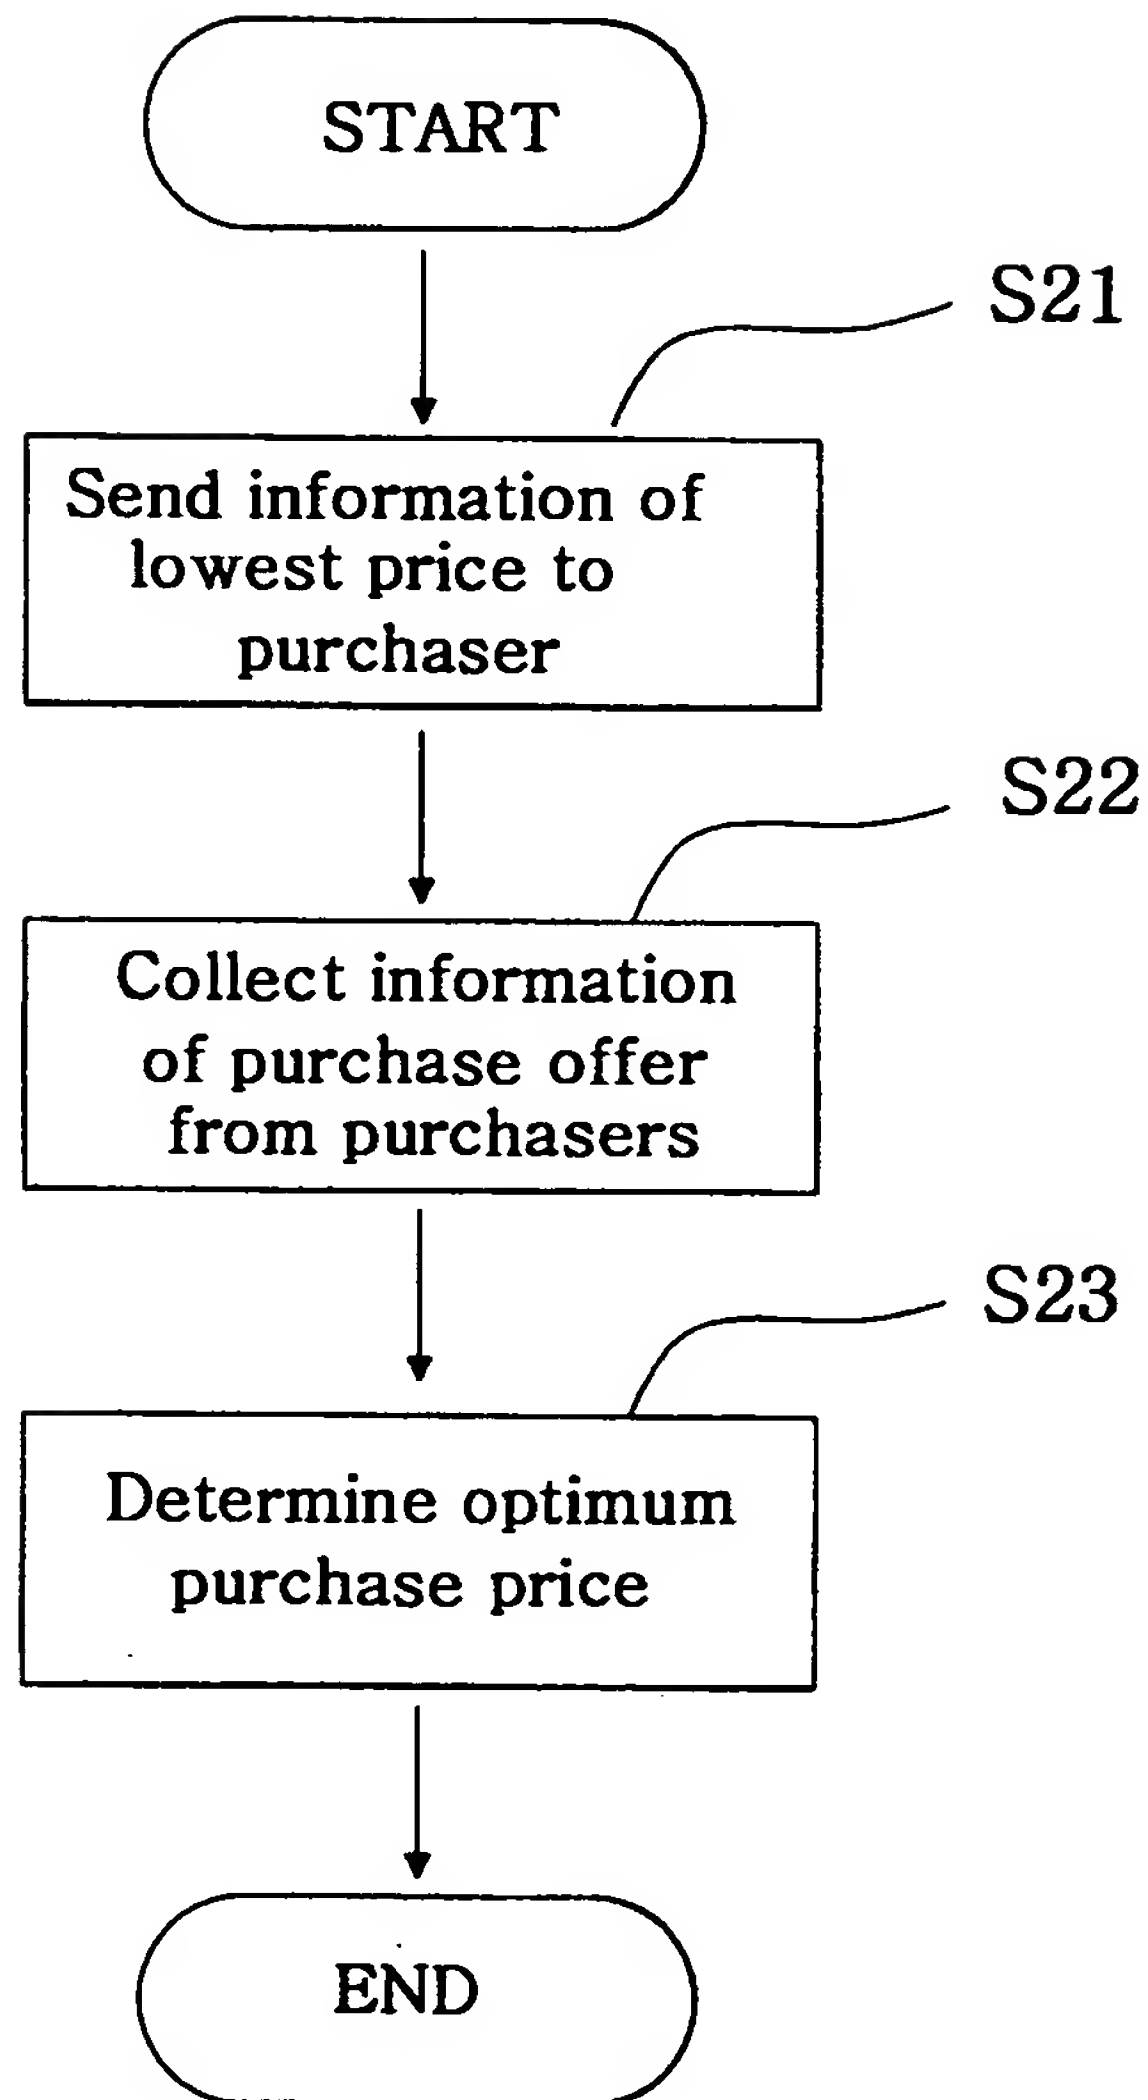 START
S21
Send information of
lowest price to
purchaser
S22
Collect information
of purchase offer
from purchasers
S23
Determine optimum
purchase price
END